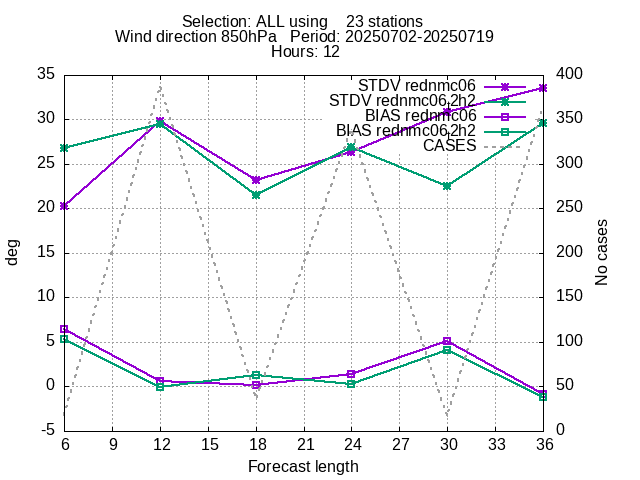 Selection: ALL using 23 stations
Wind direction 850hPa Period: 20250702-20250719
Hours: 12
STDV rednmc06
STDV rednmc06,2h2
BIAS rednmc06
BIAS rednmc06,2h2
CASES
35
30
25
20
15
10
5
0
-5
400
350
300
250
200
150
100
50
0
deg
No cases
6 9 12 15 18 21 24 27 30 33 36
Forecast length